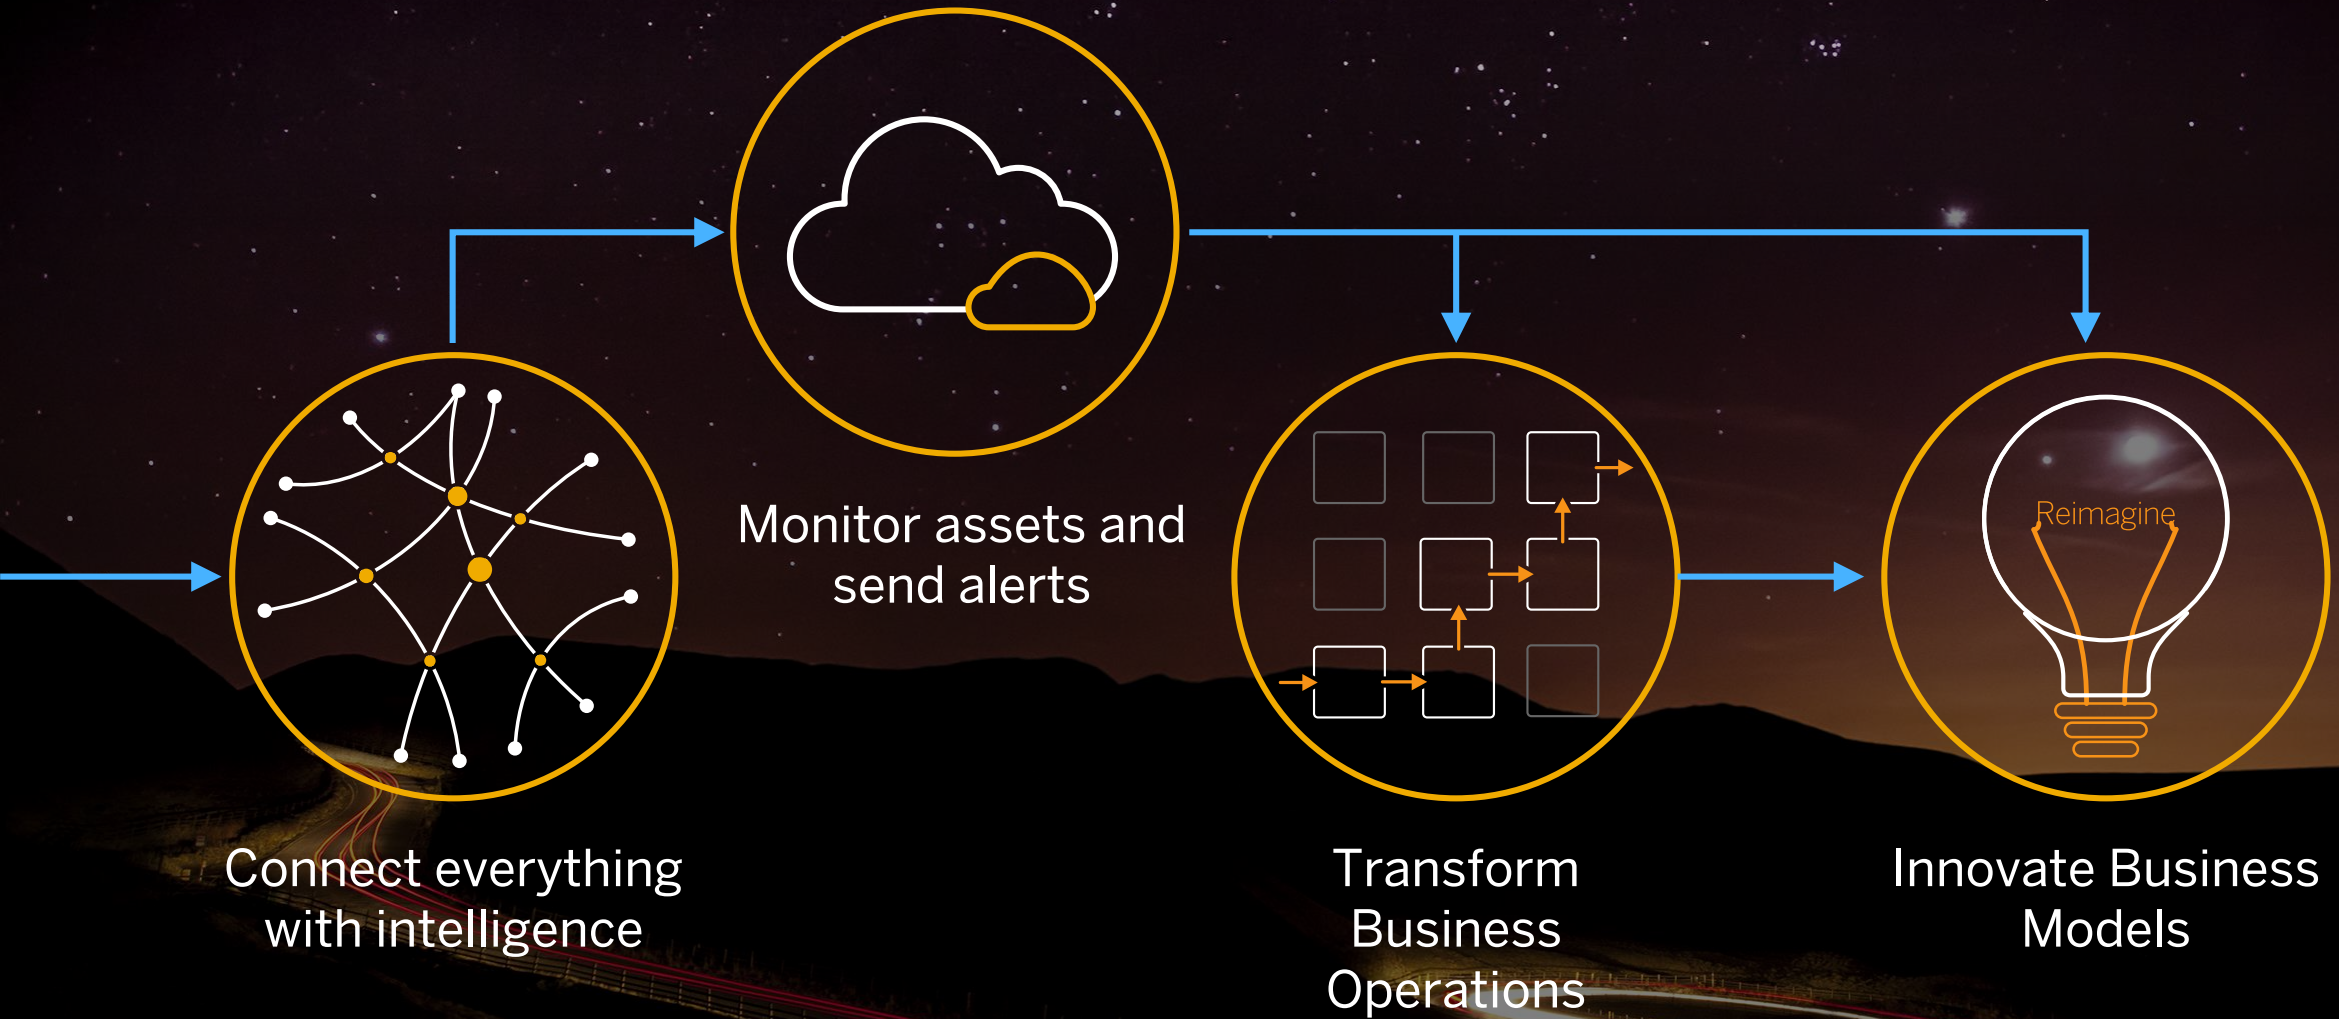 Monitor assets and
send alerts
Reimagine
Connect everything
with intelligence
Transform
Business
Operations
Innovate Business
Models